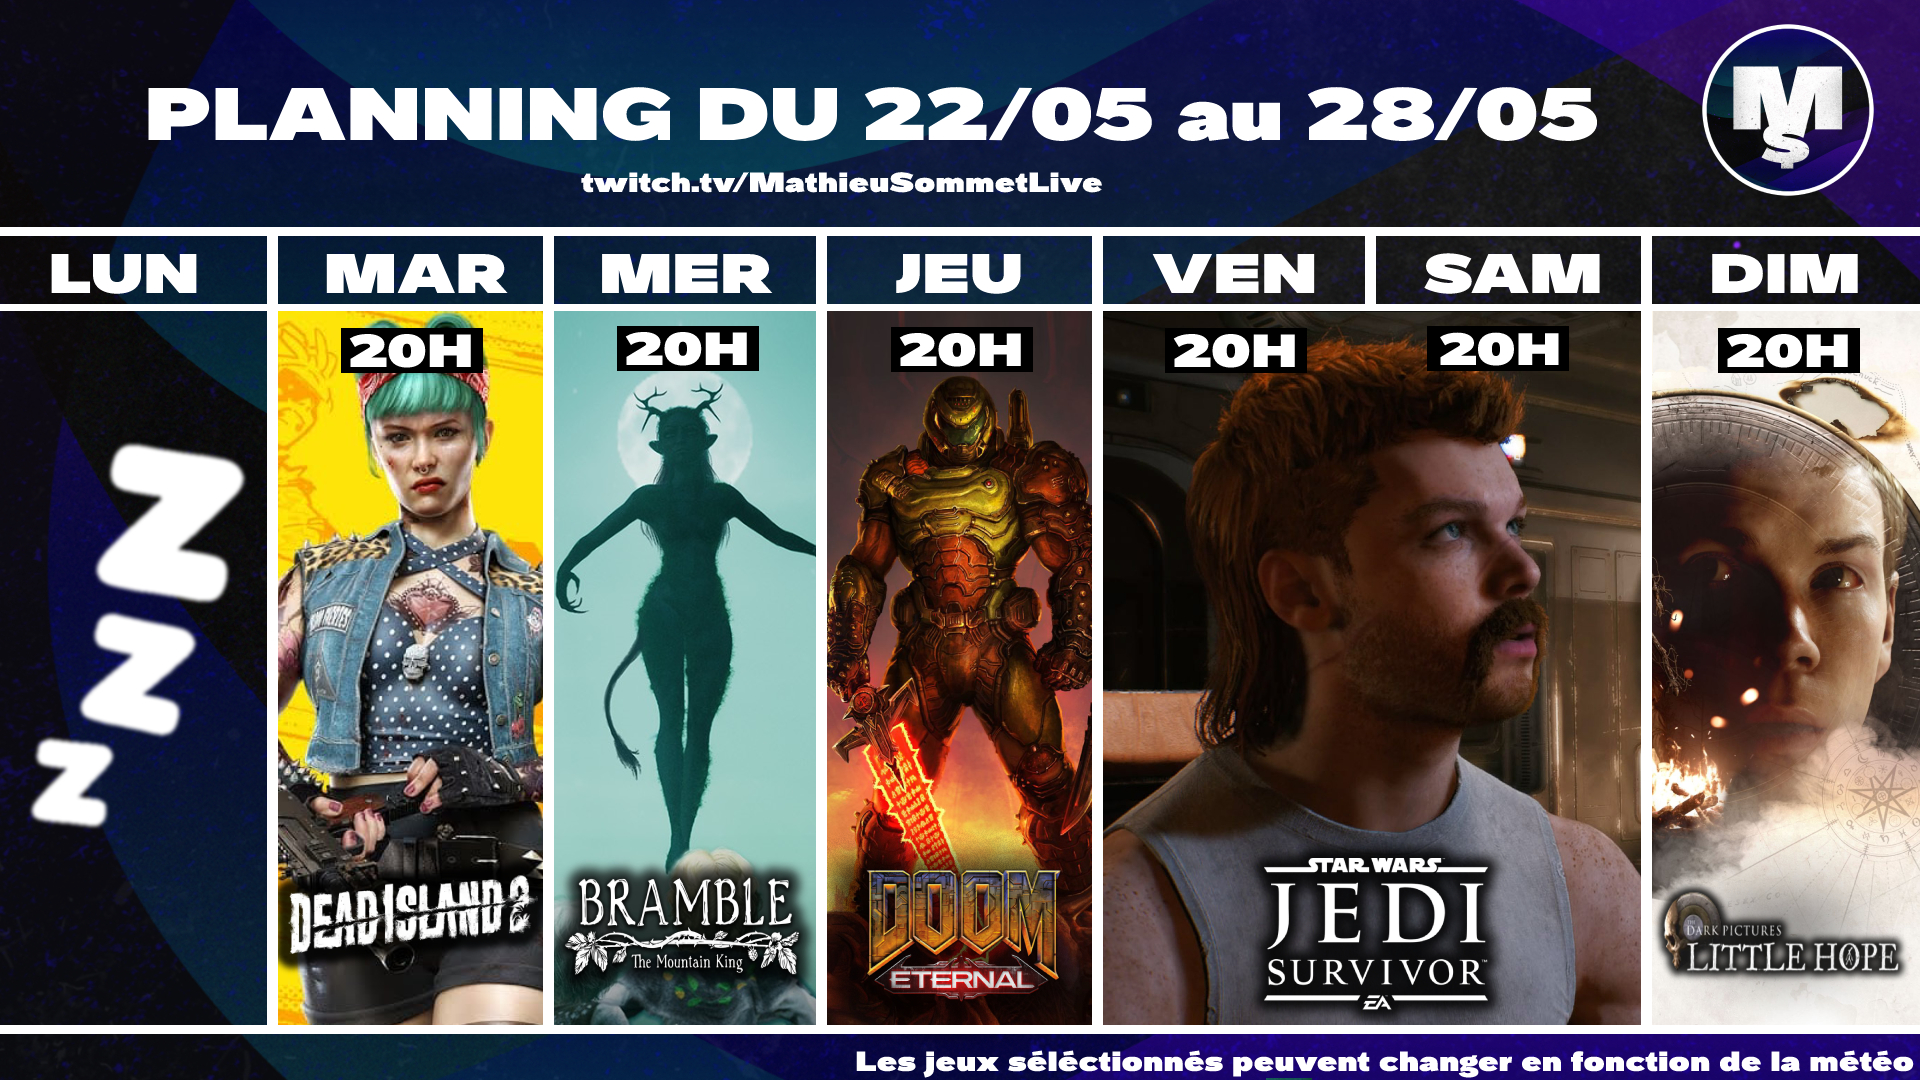 PLANNING DU 22/05 au 28/05
twitch.tv/MathieuSommetLive
MS
LUN
MAR
MER
JEU
VEN
SAM
DIM
20H
20H
20H
20H
20H
20H
Z
Z
Z
DEAD ISLAND 2
BRAMBLE
The Mountain King
DOOM
ETERNAL
STAR WARS
JEDI
SURVIVOR™
EA
THE
DARK PICTURES
LITTLE HOPE
Les jeux séléctionnés peuvent changer en fonction de la météo